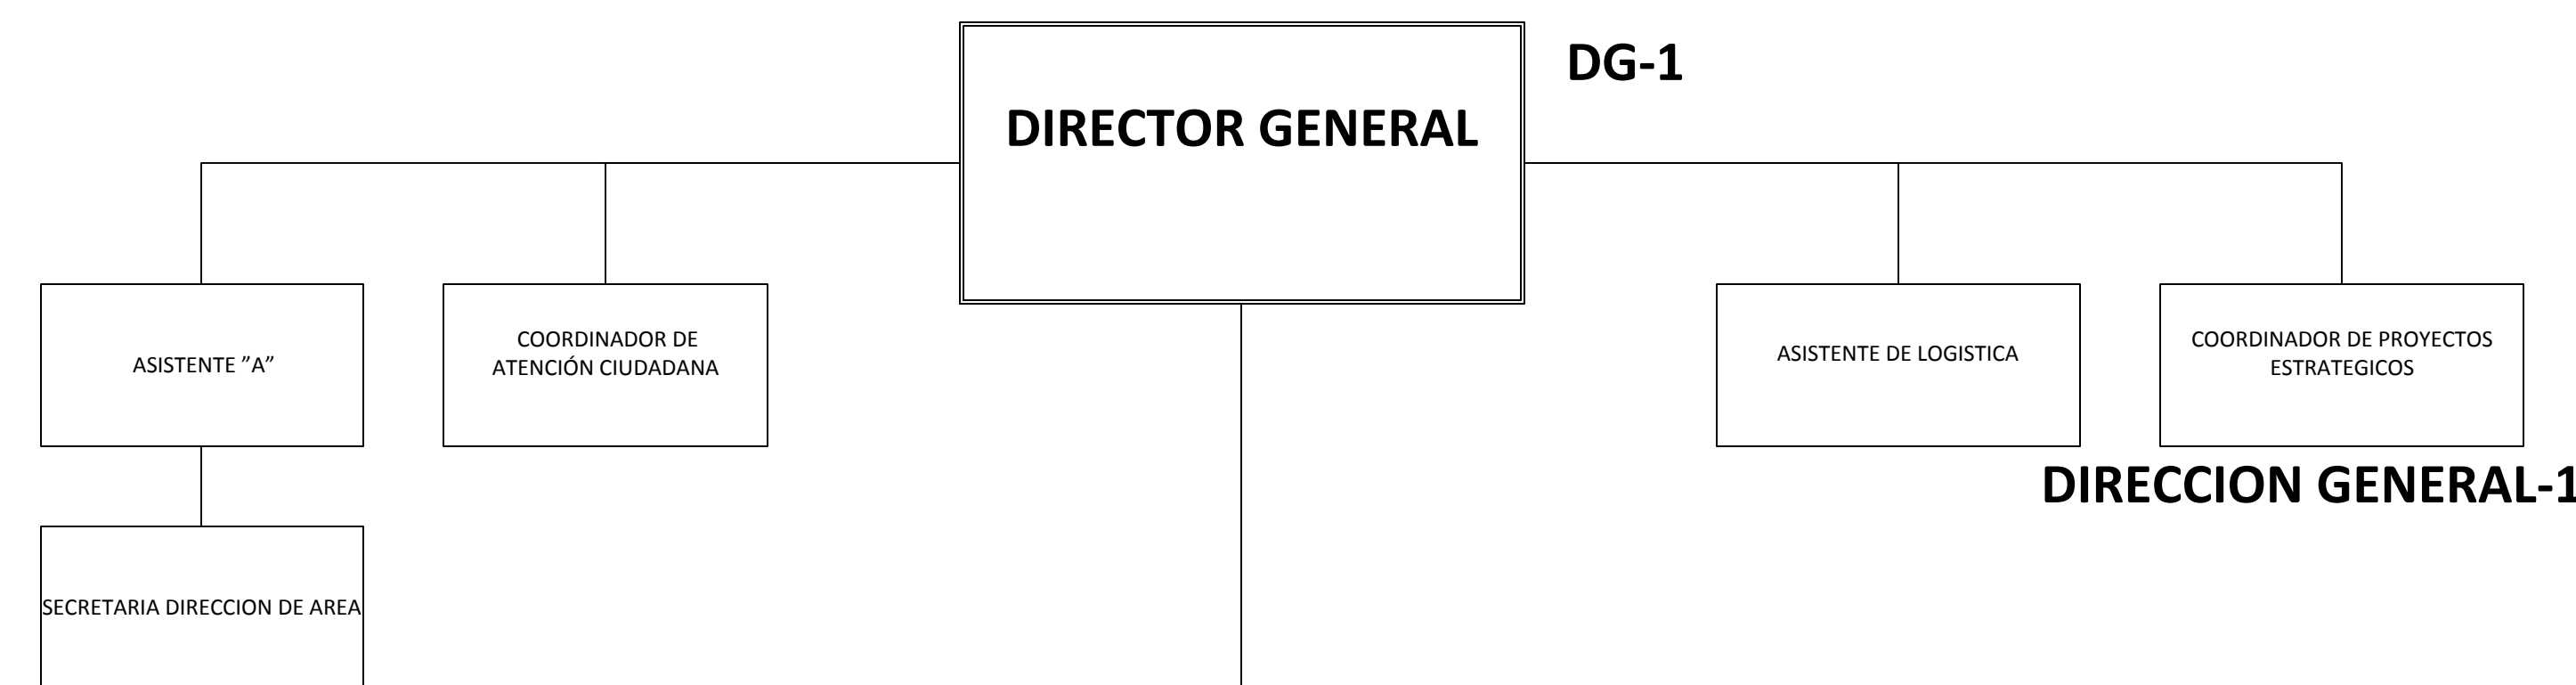 DG-1
DIRECTOR GENERAL
ASISTENTE ”A”
COORDINADOR DE
ATENCIÓN CIUDADANA
ASISTENTE DE LOGISTICA
COORDINADOR DE PROYECTOS
ESTRATEGICOS
DIRECCION GENERAL-1
SECRETARIA DIRECCION DE AREA